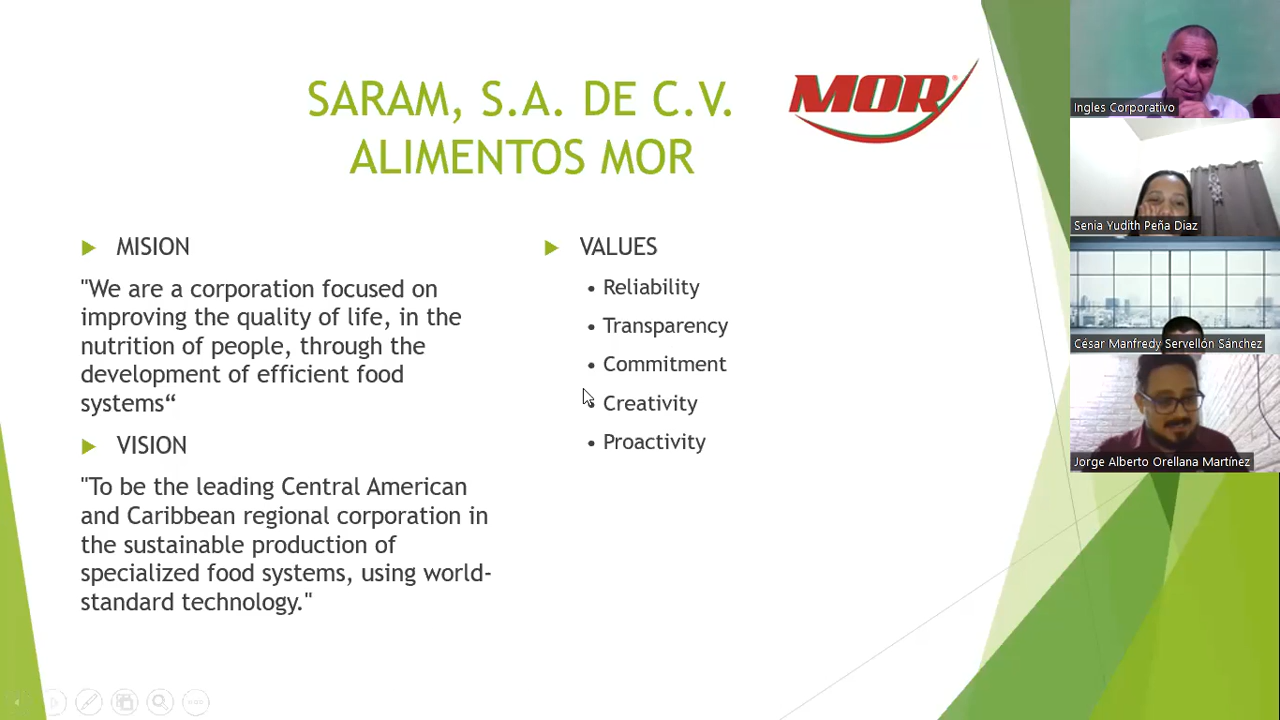 SARAM, S.A. DE C.V.
ALIMENTOS MOR
MOR
MISION
"We are a corporation focused on
improving the quality of life, in the
nutrition of people, through the
development of efficient food
systems“
VISION
"To be the leading Central American
and Caribbean regional corporation in
the sustainable production of
specialized food systems, using world-
standard technology."
VALUES
• Reliability
• Transparency
• Commitment
• Creativity
• Proactivity
Ingles Corporativo
Senia Yudith Peña Diaz
César Manfredy Servellón Sánchez
Jorge Alberto Orellana Martínez